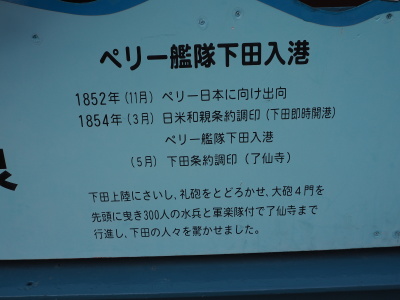 ペリー艦隊下田入港
1852年(11月) ペリー日本に向け出向
1854年(3月) 日米和親条約調印(下田即時開港)
ペリー艦隊下田入港
(5月) 下田条約調印(了仙寺)
下田上陸にさいし、礼砲をとどろかせ、大砲4門を
先頭に曳き300人の水兵と軍楽隊付で了仙寺まで
行進し、下田の人々を驚かせました。